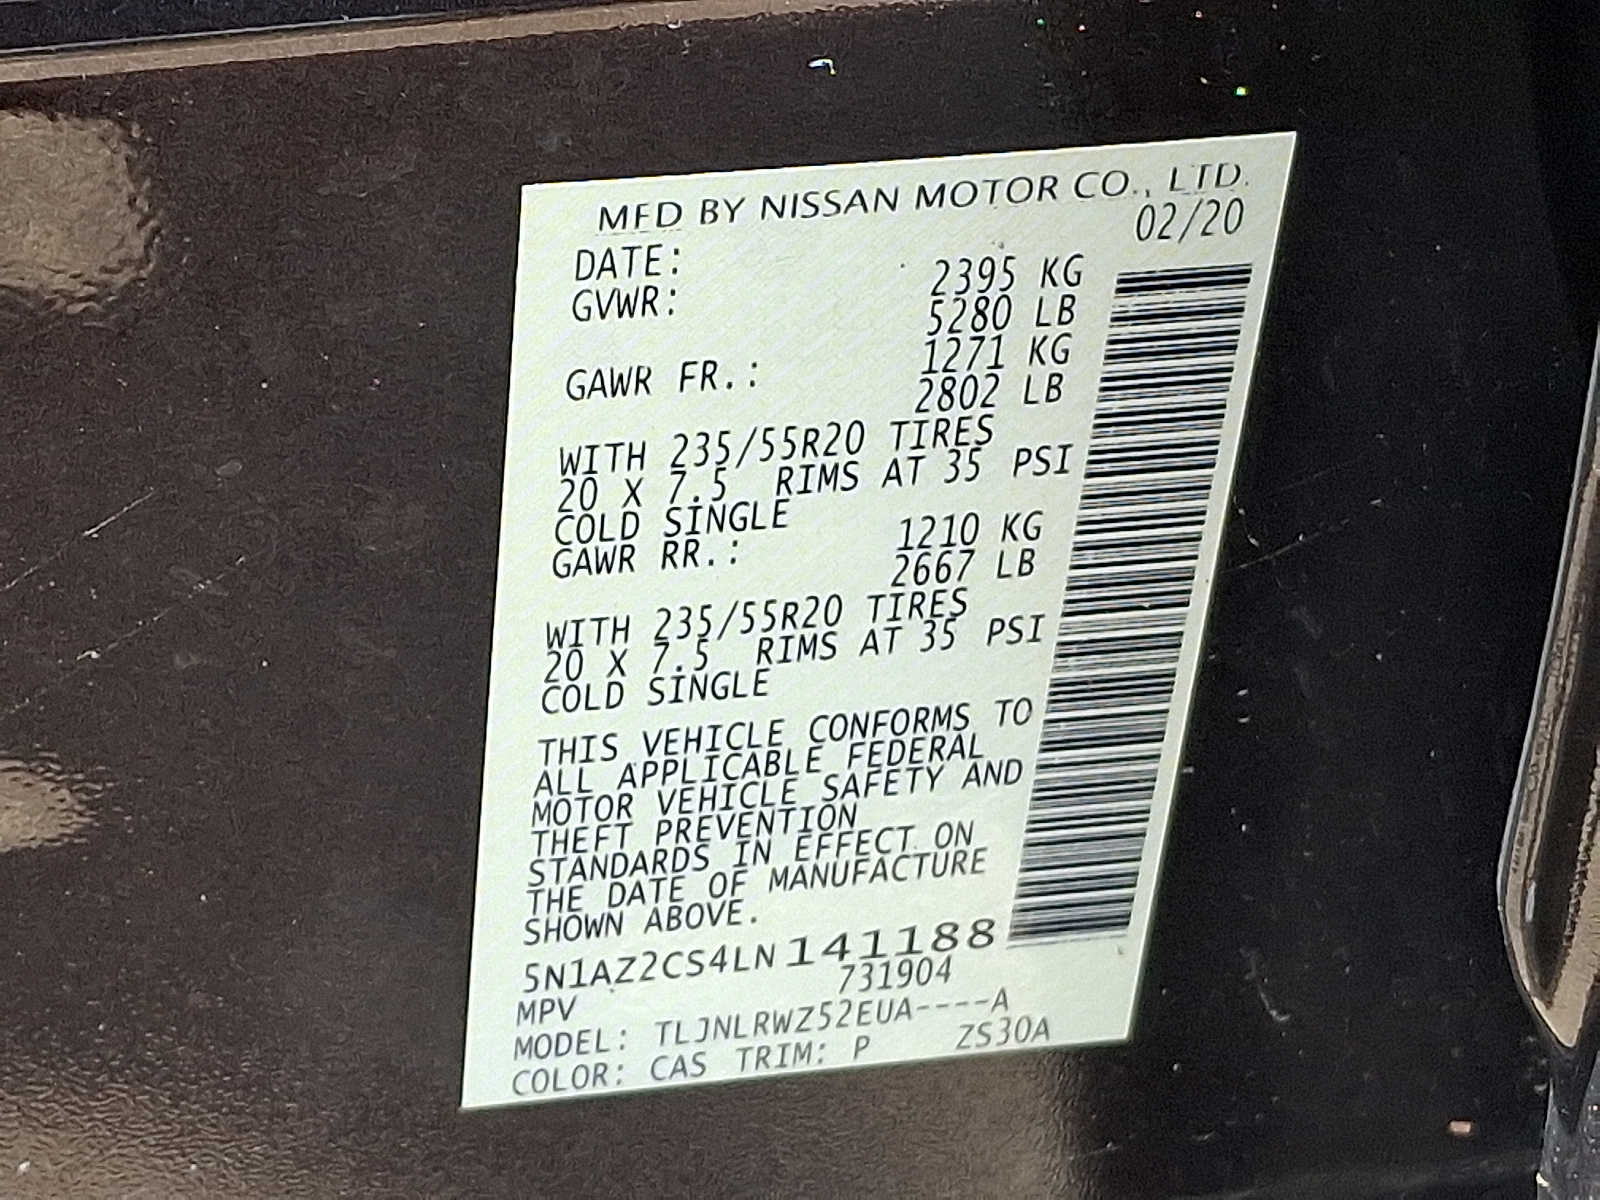 MFD BY NISSAN MOTOR CO., LTD.
DATE: 02/20
GVWR: 2395 KG
5280 LB
GAWR FR.: 1271 KG
2802 LB
WITH 235/55R20 TIRES
20 X 7.5 RIMS AT 35 PSI
COLD SINGLE
GAWR RR.: 1210 KG
2667 LB
WITH 235/55R20 TIRES
20 X 7.5 RIMS AT 35 PSI
COLD SINGLE
THIS VEHICLE CONFORMS TO
ALL APPLICABLE FEDERAL
MOTOR VEHICLE SAFETY AND
THEFT PREVENTION
STANDARDS IN EFFECT ON
THE DATE OF MANUFACTURE
SHOWN ABOVE.
5N1AZ2CS4LN141188
MPV 731904
MODEL: TLJNLRWZ52EUA----A
COLOR: CAS TRIM: P ZS30A